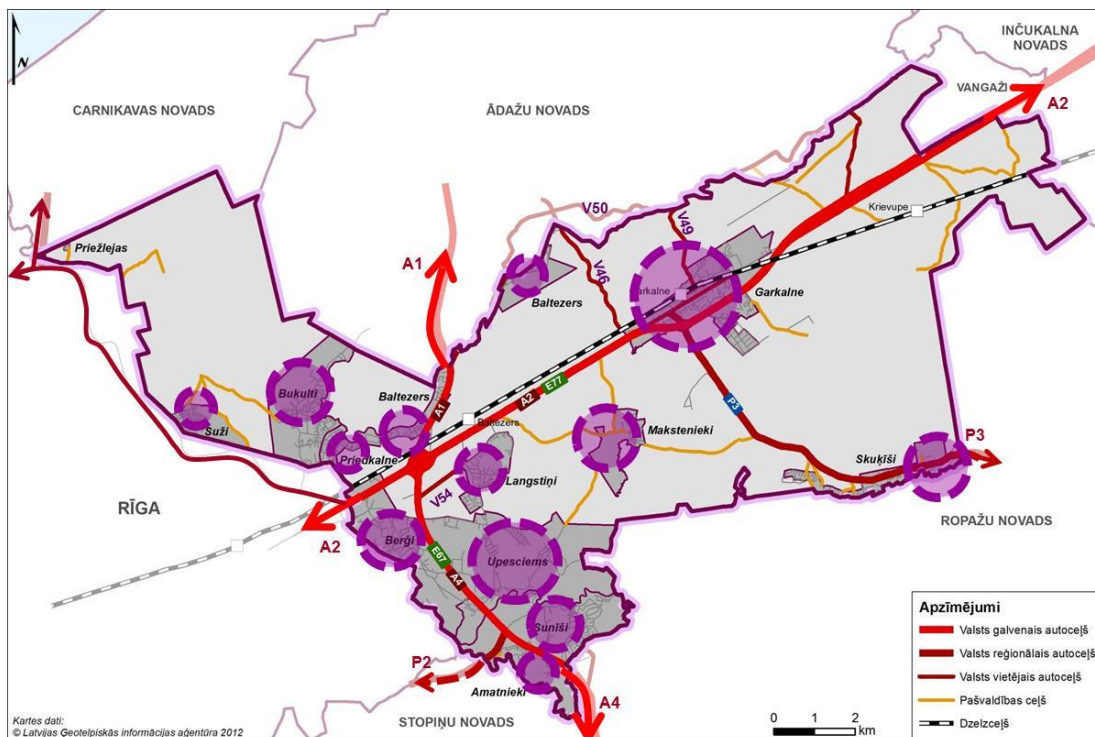 INČUKALNA
NOVADS
N
CARNIKAVAS NOVADS
ĀDAŽU NOVADS
VANGAŽI
A2
Krievupe
V50
V49
Priežlejas
V46
A1
Baltezers
Garkalne
Garkalne
E77
A2
Bukulti
Baltezers
A1
Baltezers
P3
Suži
Priedkalne
Makstenieki
Skuķīši
P3
Langstiņi
V54
RĪGA
ROPAŽU NOVADS
A2
Berģi
E67
A4
Upesciems
Sunīši
P2
Amatnieki
A4
STOPIŅU NOVADS
Apzīmējumi
Valsts galvenais autoceļš
Valsts reģionālais autoceļš
Valsts vietējais autoceļš
Pašvaldības ceļš
Dzelzceļš
0 1 2
km
Kartes dati:
© Latvijas Ģeotelpiskās informācijas aģentūra 2012